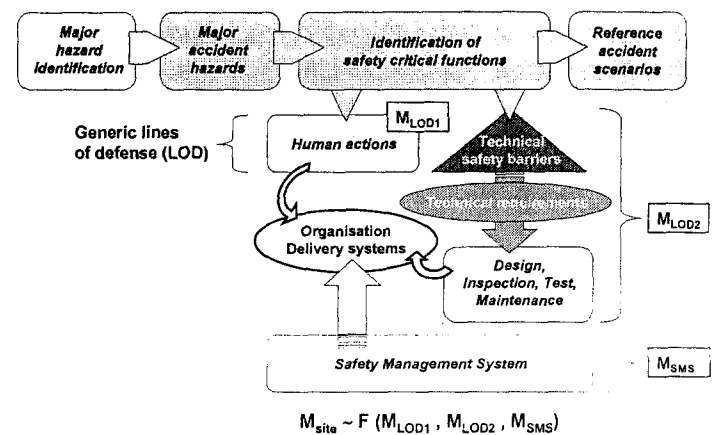 Major
hazard
identification
Major
accident
hazards
Identification of
safety critical functions
Reference
accident
scenarios
Generic lines
of defense (LOD)
Human actions
M_LOD1
Technical
safety barriers
Technical requirements
M_LOD2
Organisation
Delivery systems
Design,
Inspection, Test,
Maintenance
Safety Management System
M_SMS
M_site ~ F (M_LOD1 , M_LOD2 , M_SMS)